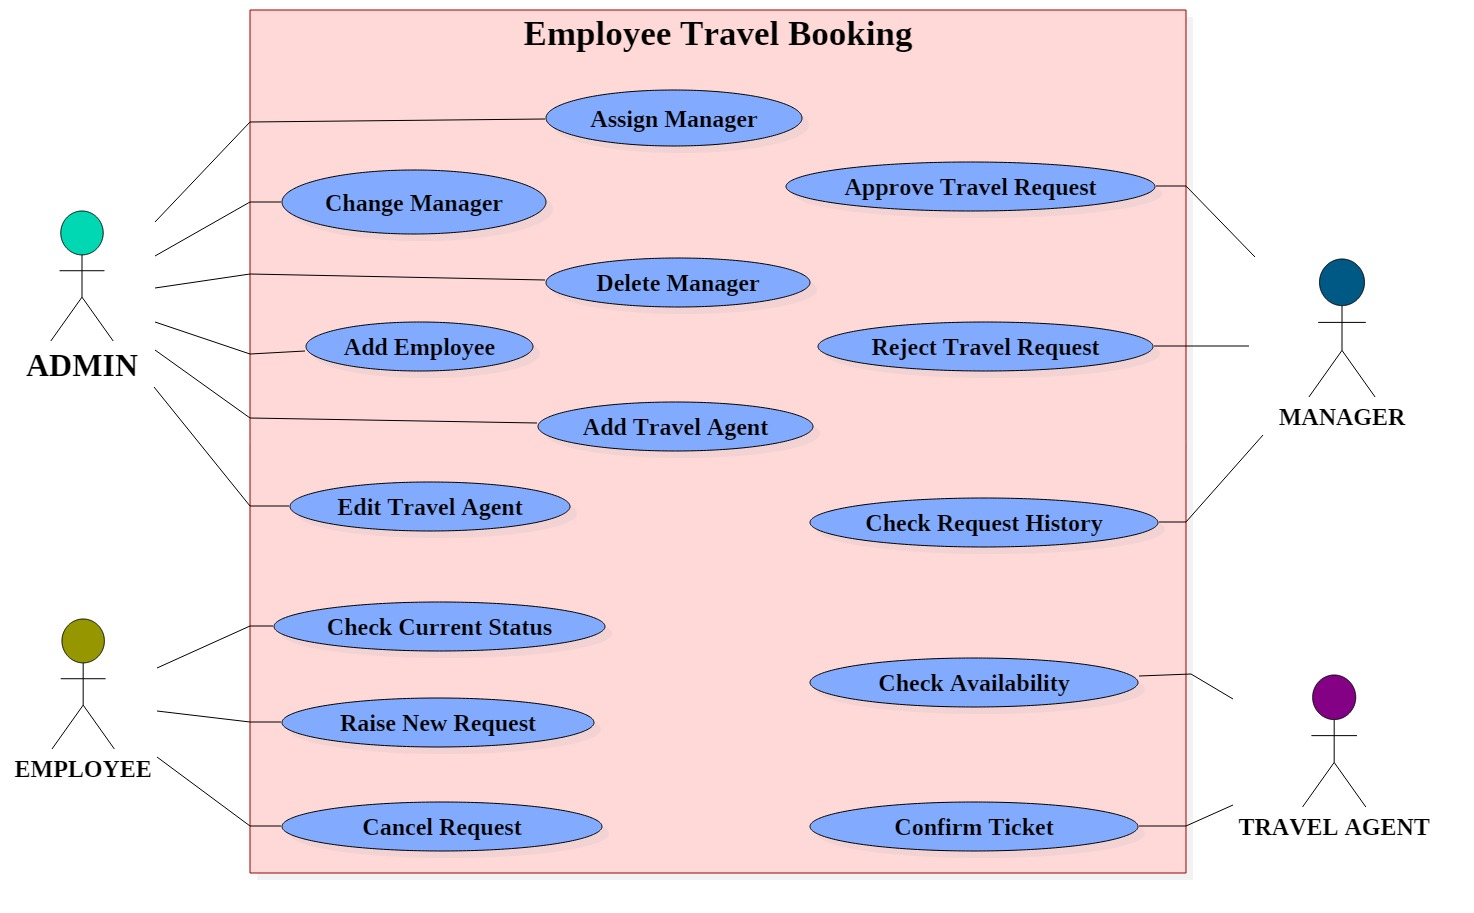 Employee Travel Booking
Assign Manager
Approve Travel Request
Change Manager
Delete Manager
Add Employee
Reject Travel Request
ADMIN
MANAGER
Add Travel Agent
Edit Travel Agent
Check Request History
Check Current Status
Check Availability
Raise New Request
EMPLOYEE
Cancel Request
Confirm Ticket
TRAVEL AGENT